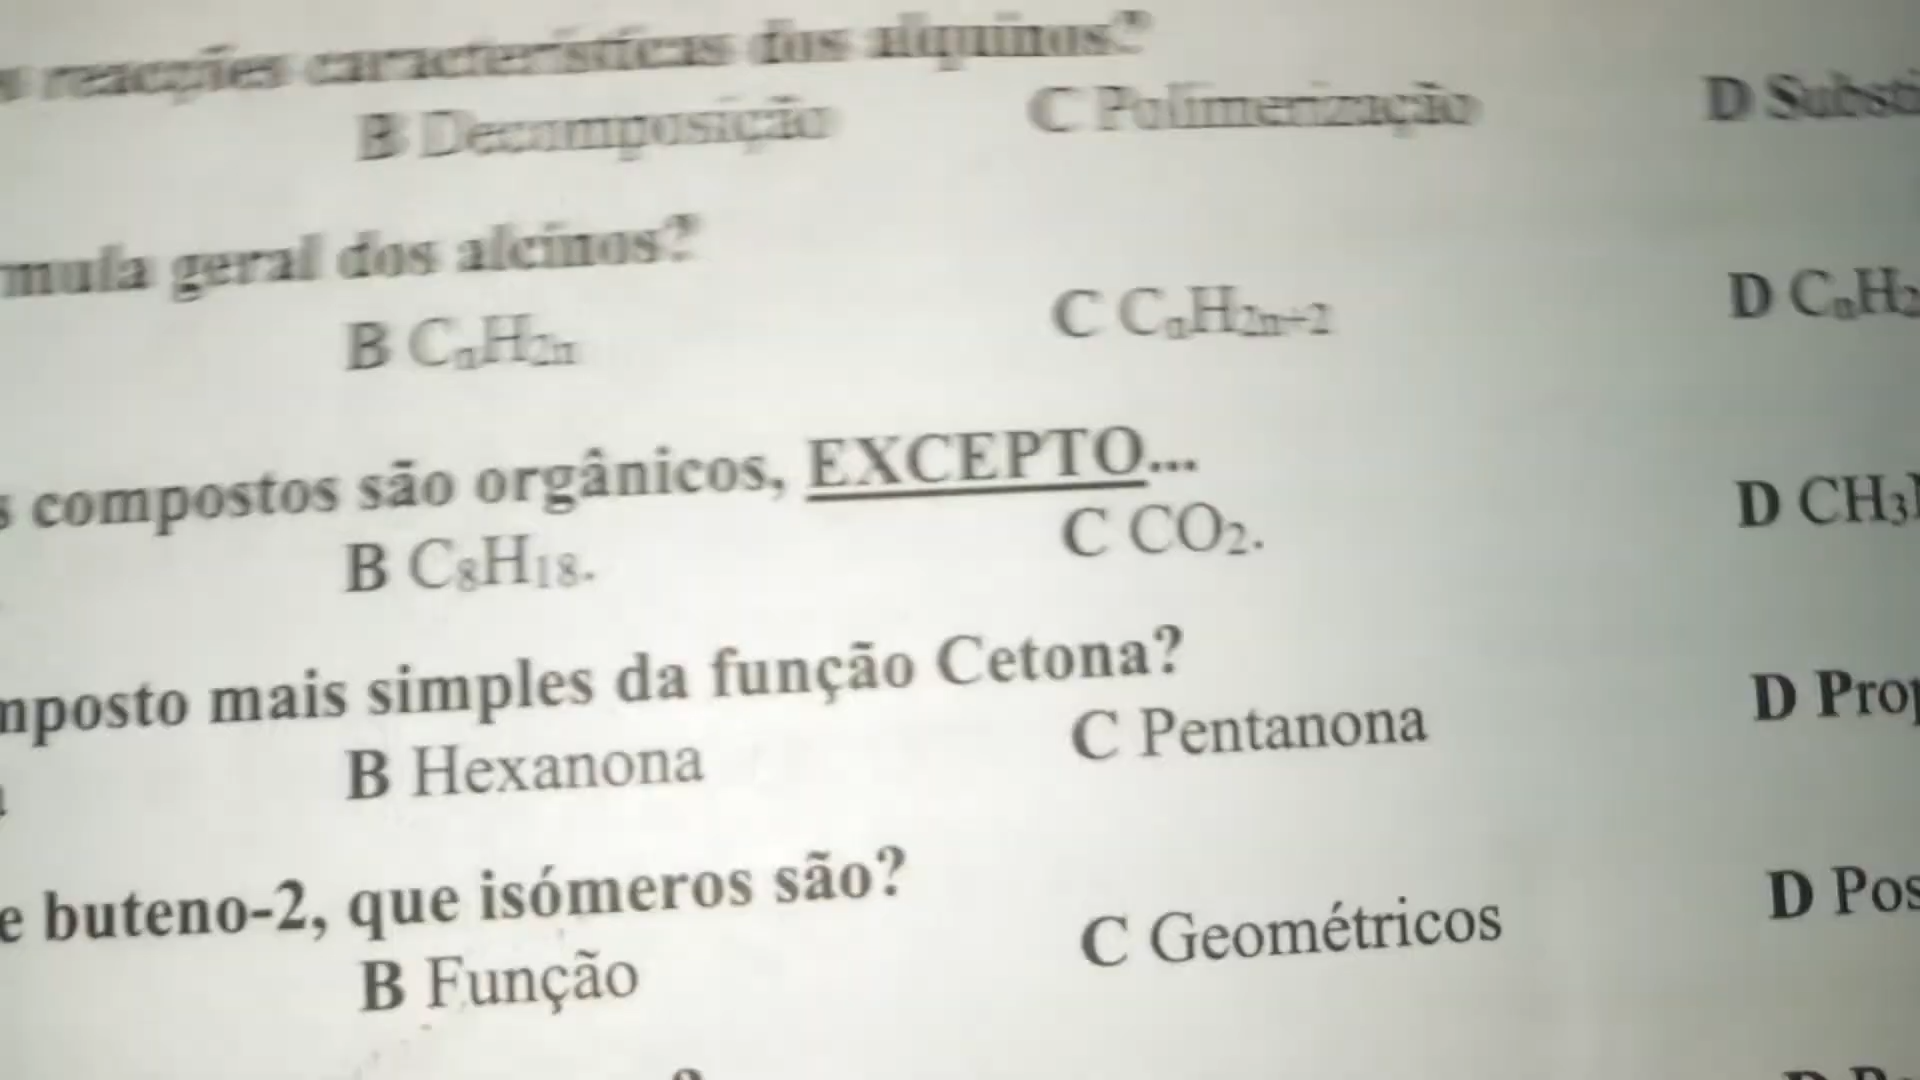 reacções características dos alquinos?
B Decomposição C Polimerização D Substi
mula geral dos alcinos?
B CnH2n C CnH2n+2 D CnH2
s compostos são orgânicos, EXCEPTO...
B C8H18. C CO2. D CH3
mposto mais simples da função Cetona?
B Hexanona C Pentanona D Prop
e buteno-2, que isómeros são?
B Função C Geométricos D Pos